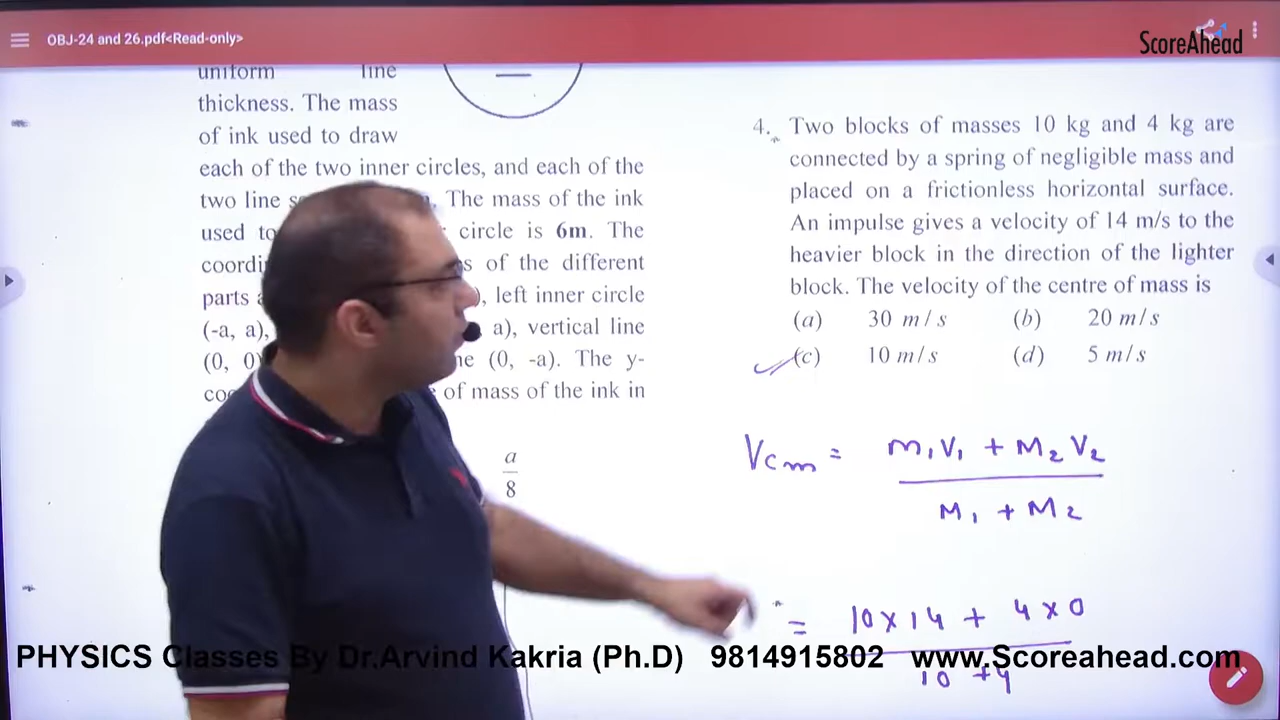 OBJ-24 and 26.pdf<Read-only>
ScoreAhead
uniform line
thickness. The mass
of ink used to draw
each of the two inner circles, and each of the
two line The mass of the ink
used to circle is 6m. The
of the different
parts left inner circle
(-a, a), a), vertical line
(0, 0) (0, -a). The y-
of mass of the ink in
a
8
4. Two blocks of masses 10 kg and 4 kg are
connected by a spring of negligible mass and
placed on a frictionless horizontal surface.
An impulse gives a velocity of 14 m/s to the
heavier block in the direction of the lighter
block. The velocity of the centre of mass is
(a) 30 m/s (b) 20 m/s
(c) 10 m/s (d) 5 m/s
Vcm = m1V1 + M2V2
M1 + M2
= 10 x 14 + 4 x 0
10 + 4
PHYSICS Classes By Dr.Arvind Kakria (Ph.D) 9814915802 www.Scoreahead.com